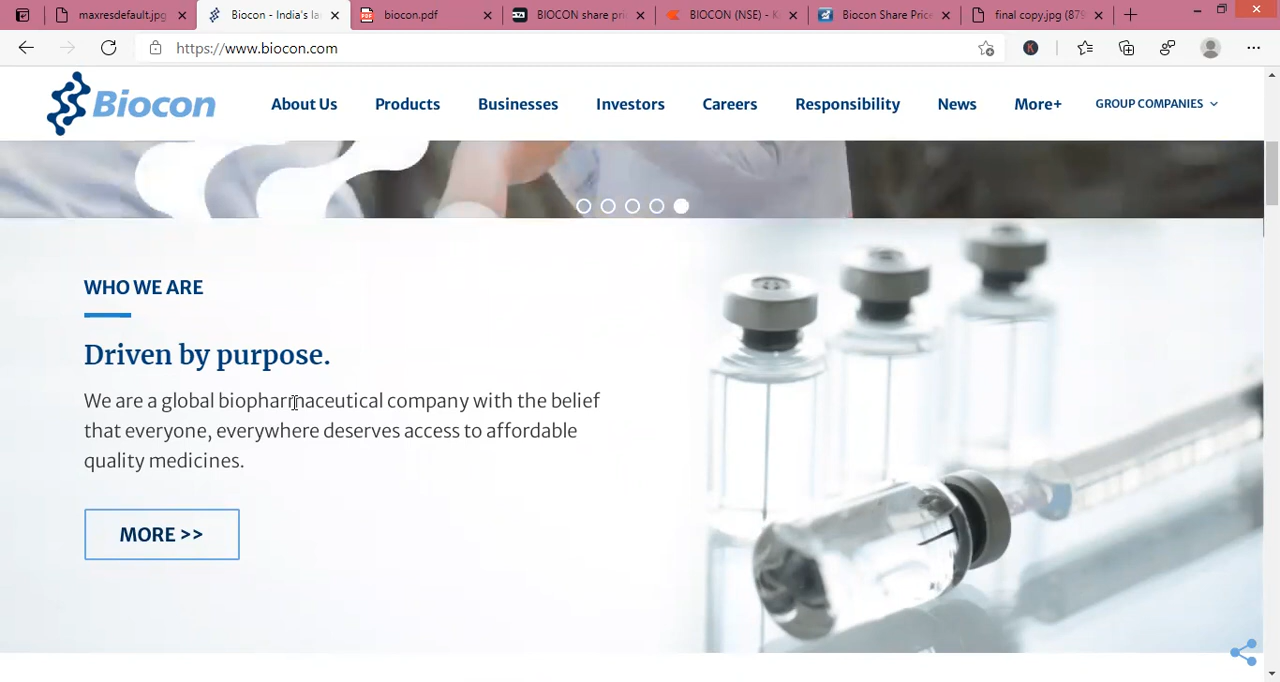 maxresdefault.jpg
Biocon - India's la
biocon.pdf
BIOCON share pri
BIOCON (NSE) - K
Biocon Share Price
final copy.jpg (879
https://www.biocon.com
K
Biocon
About Us
Products
Businesses
Investors
Careers
Responsibility
News
More+
GROUP COMPANIES
WHO WE ARE
Driven by purpose.
We are a global biopharmaceutical company with the belief
that everyone, everywhere deserves access to affordable
quality medicines.
MORE >>